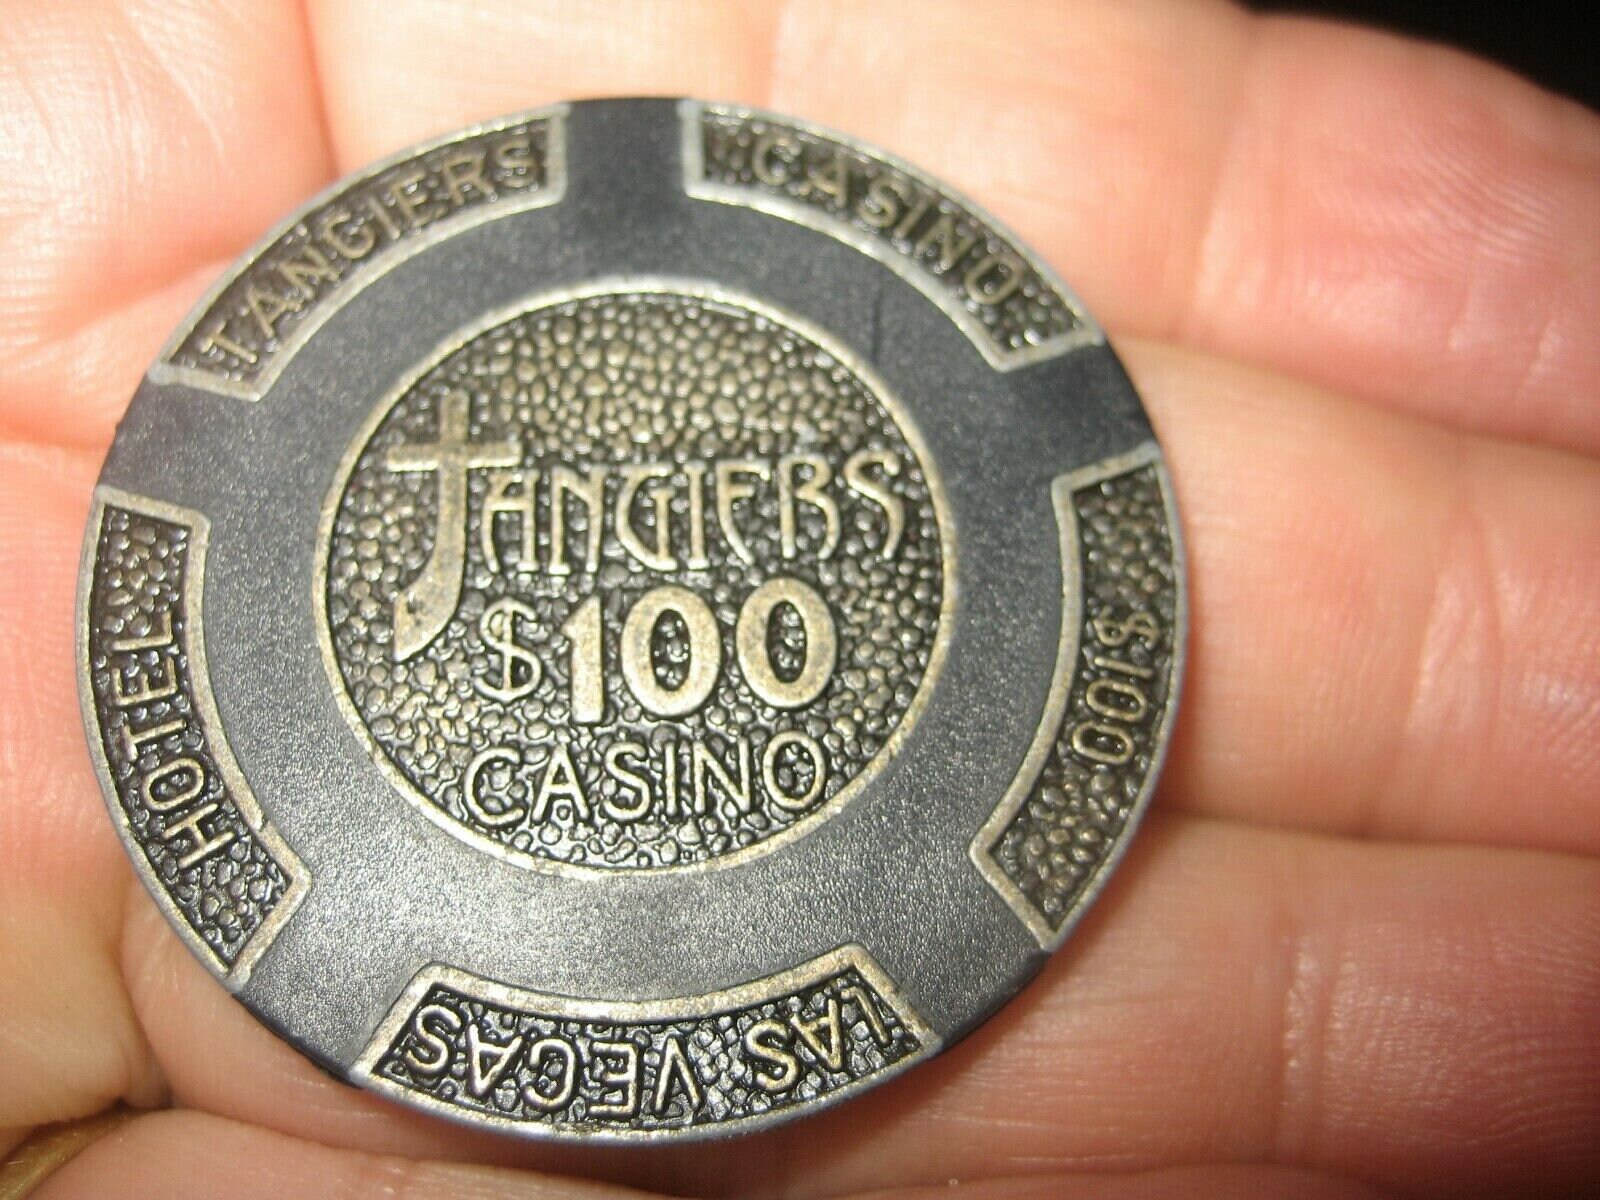 TANGIERS
CASINO
$100
LAS VEGAS
HOTEL
TANGIERS
$100
CASINO